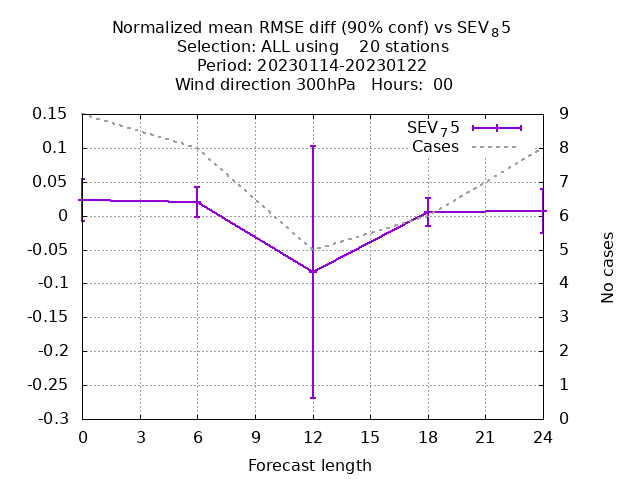 Normalized mean RMSE diff (90% conf) vs SEV₈5
Selection: ALL using    20 stations
Period: 20230114-20230122
Wind direction 300hPa   Hours:  00
SEV₇5
Cases
0.15
0.1
0.05
0
-0.05
-0.1
-0.15
-0.2
-0.25
-0.3
9
8
7
6
5
4
3
2
1
0
No cases
0 3 6 9 12 15 18 21 24
Forecast length